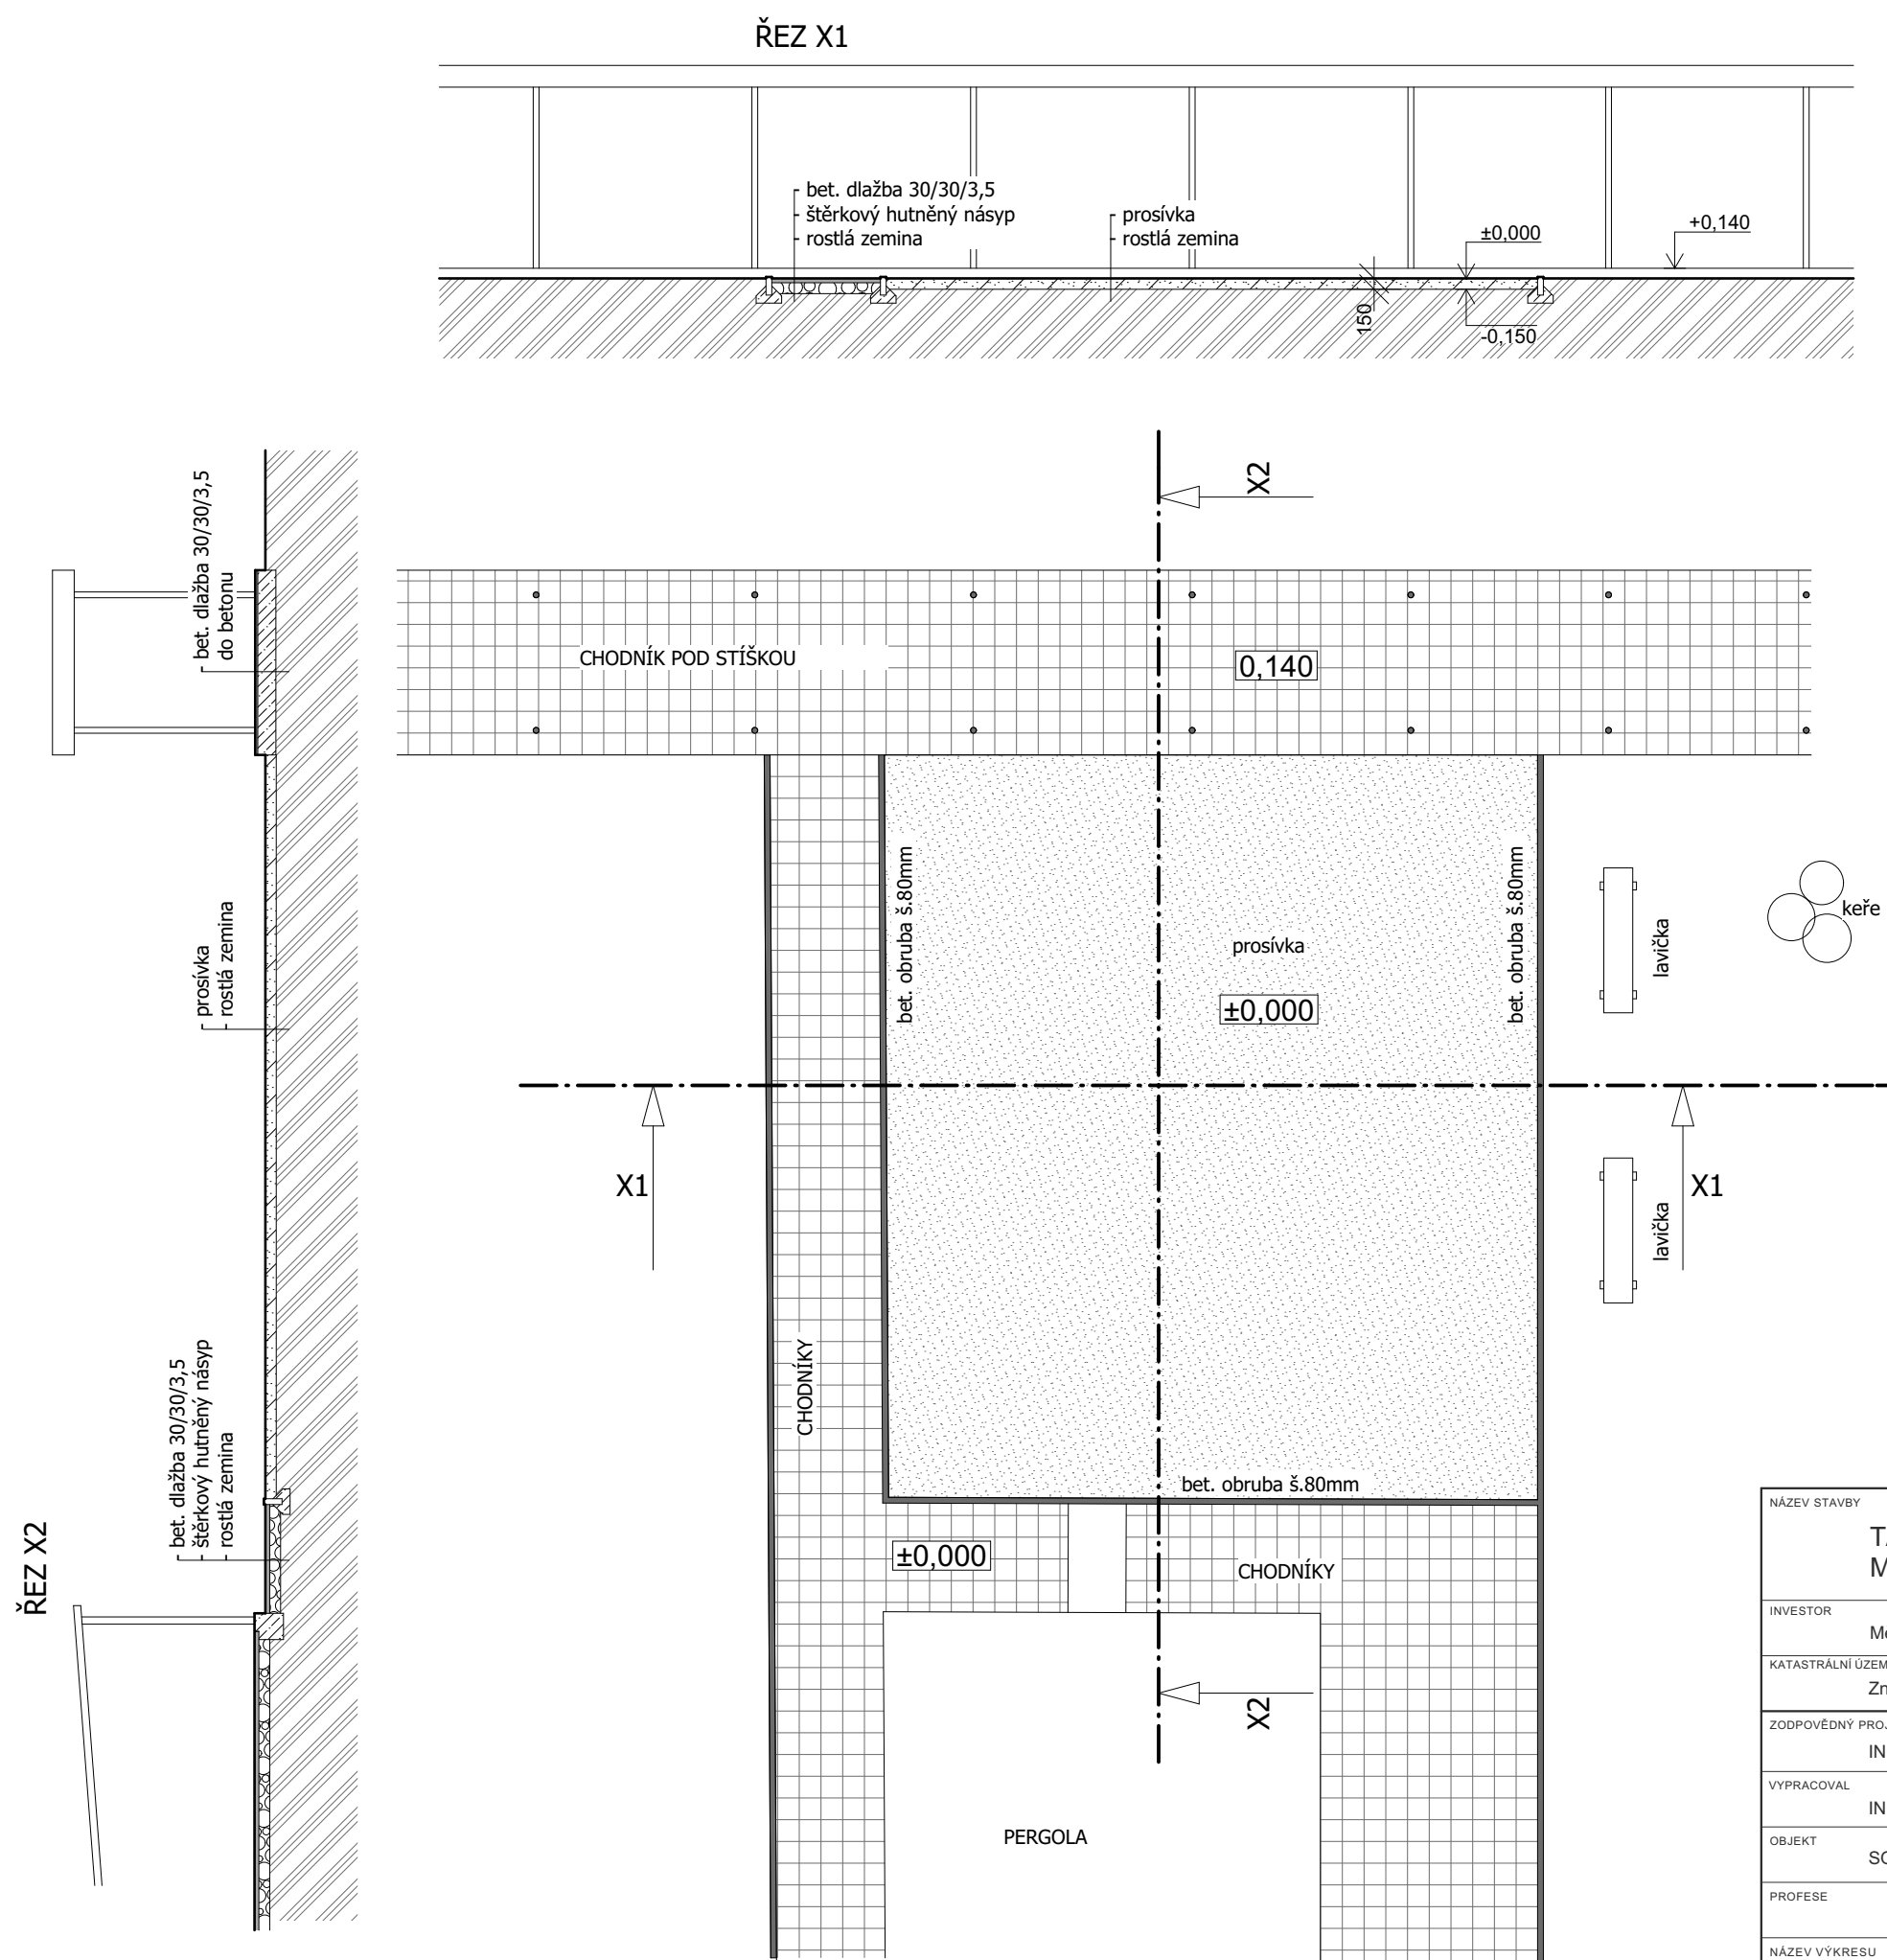 ŘEZ X1
bet. dlažba 30/30/3,5
štěrkový hutněný násyp
rostlá zemina
prosívka
rostlá zemina
±0,000
+0,140
150
-0,150
X2
bet. dlažba 30/30/3,5
do betonu
CHODNÍK POD STÍŠKOU
0,140
bet. obruba š.80mm
bet. obruba š.80mm
prosívka
±0,000
lavička
keře
prosívka
rostlá zemina
X1
X1
lavička
CHODNÍKY
bet. dlažba 30/30/3,5
štěrkový hutněný násyp
rostlá zemina
bet. obruba š.80mm
ŘEZ X2
±0,000
CHODNÍKY
X2
PERGOLA
NÁZEV STAVBY
INVESTOR
KATASTRÁLNÍ ÚZEM
Zn
ZODPOVĚDNÝ PROJ
IN
VYPRACOVAL
IN
OBJEKT
PROFESE
NÁZEV VÝKRESU